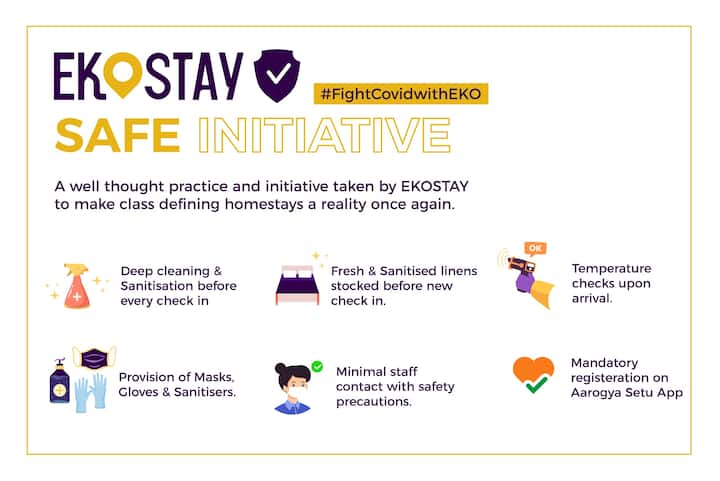 EKOSTAY
#FightCovidwithEKO
SAFE INITIATIVE
A well thought practice and initiative taken by EKOSTAY
to make class defining homestays a reality once again.
Deep cleaning &
Sanitisation before
every check in
Fresh & Sanitised linens
stocked before new
check in.
OK
Temperature
checks upon
arrival.
Provision of Masks,
Gloves & Sanitisers.
Minimal staff
contact with safety
precautions.
Mandatory
registeration on
Aarogya Setu App